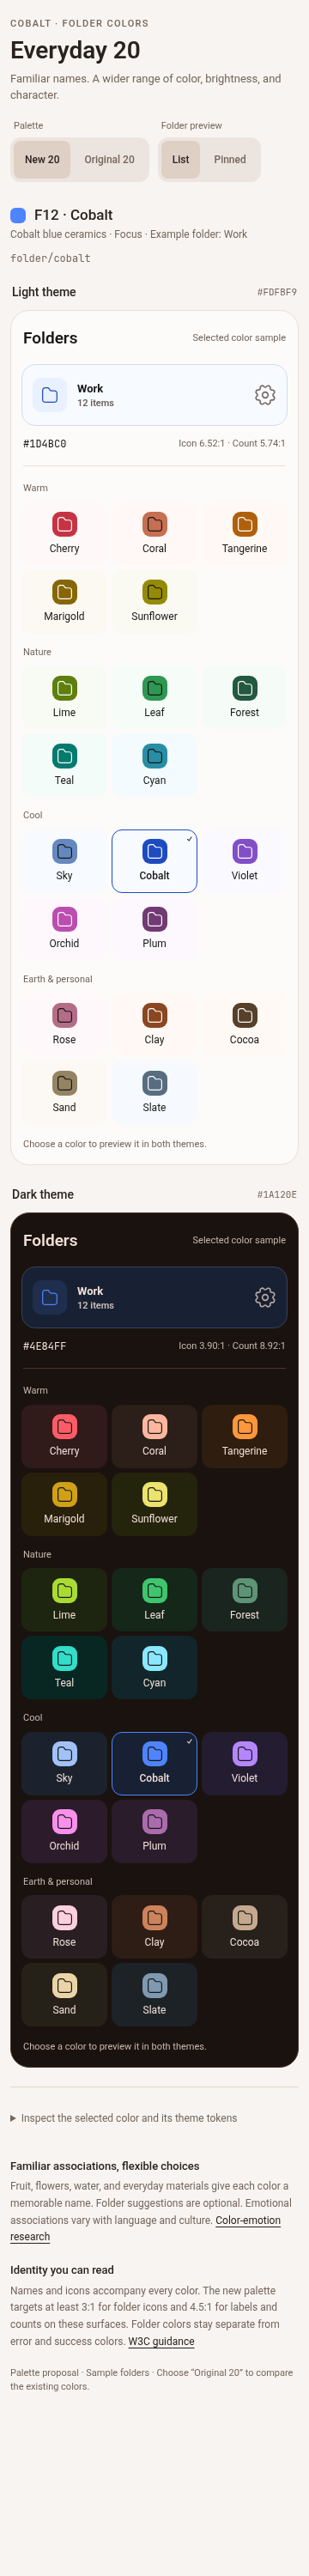 COBALT · FOLDER COLORS
Everyday 20
Familiar names. A wider range of color, brightness, and
character.
Palette
Folder preview
New 20
Original 20
List
Pinned
F12 · Cobalt
Cobalt blue ceramics · Focus · Example folder: Work
folder/cobalt
Light theme
#FDFBF9
Folders
Selected color sample
Work
12 items
#1D4BC0
Icon 6.52:1 · Count 5.74:1
Warm
Cherry
Coral
Tangerine
Marigold
Sunflower
Nature
Lime
Leaf
Forest
Teal
Cyan
Cool
Sky
Cobalt
Violet
Orchid
Plum
Earth & personal
Rose
Clay
Cocoa
Sand
Slate
Choose a color to preview it in both themes.
Dark theme
#1A120E
Folders
Selected color sample
Work
12 items
#4E84FF
Icon 3.90:1 · Count 8.92:1
Warm
Cherry
Coral
Tangerine
Marigold
Sunflower
Nature
Lime
Leaf
Forest
Teal
Cyan
Cool
Sky
Cobalt
Violet
Orchid
Plum
Earth & personal
Rose
Clay
Cocoa
Sand
Slate
Choose a color to preview it in both themes.
Inspect the selected color and its theme tokens
Familiar associations, flexible choices
Fruit, flowers, water, and everyday materials give each color a
memorable name. Folder suggestions are optional. Emotional
associations vary with language and culture. Color-emotion
research
Identity you can read
Names and icons accompany every color. The new palette
targets at least 3:1 for folder icons and 4.5:1 for labels and
counts on these surfaces. Folder colors stay separate from
error and success colors. W3C guidance
Palette proposal · Sample folders · Choose “Original 20” to compare
the existing colors.